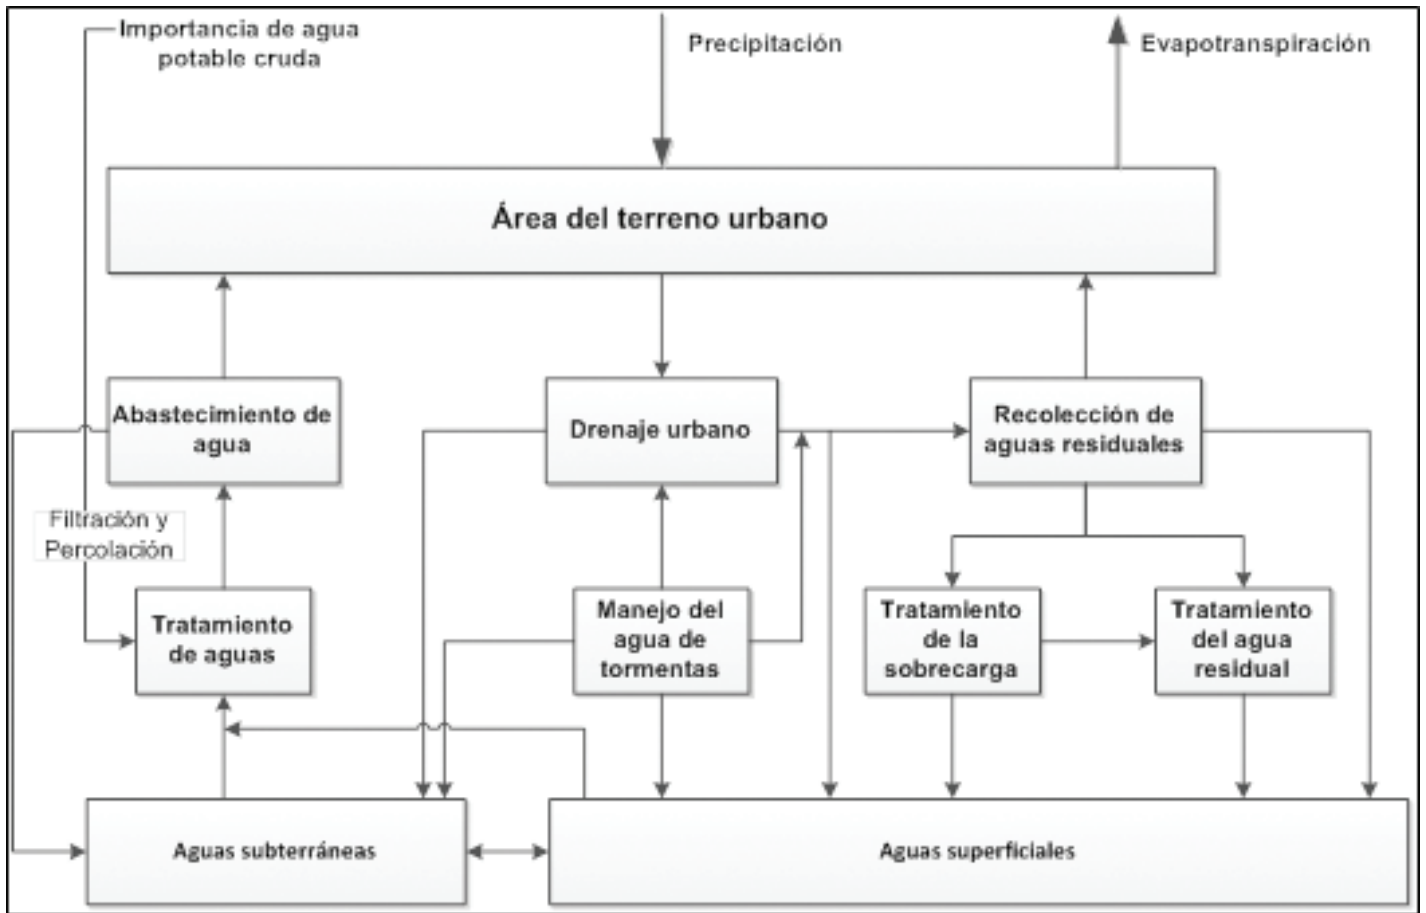 Importancia de agua
potable cruda
Precipitación
Evapotranspiración
Área del terreno urbano
Abastecimiento de
agua
Drenaje urbano
Recolección de
aguas residuales
Filtración y
Percolación
Tratamiento
de aguas
Manejo del
agua de
tormentas
Tratamiento
de la
sobrecarga
Tratamiento
del agua
residual
Aguas subterráneas
Aguas superficiales